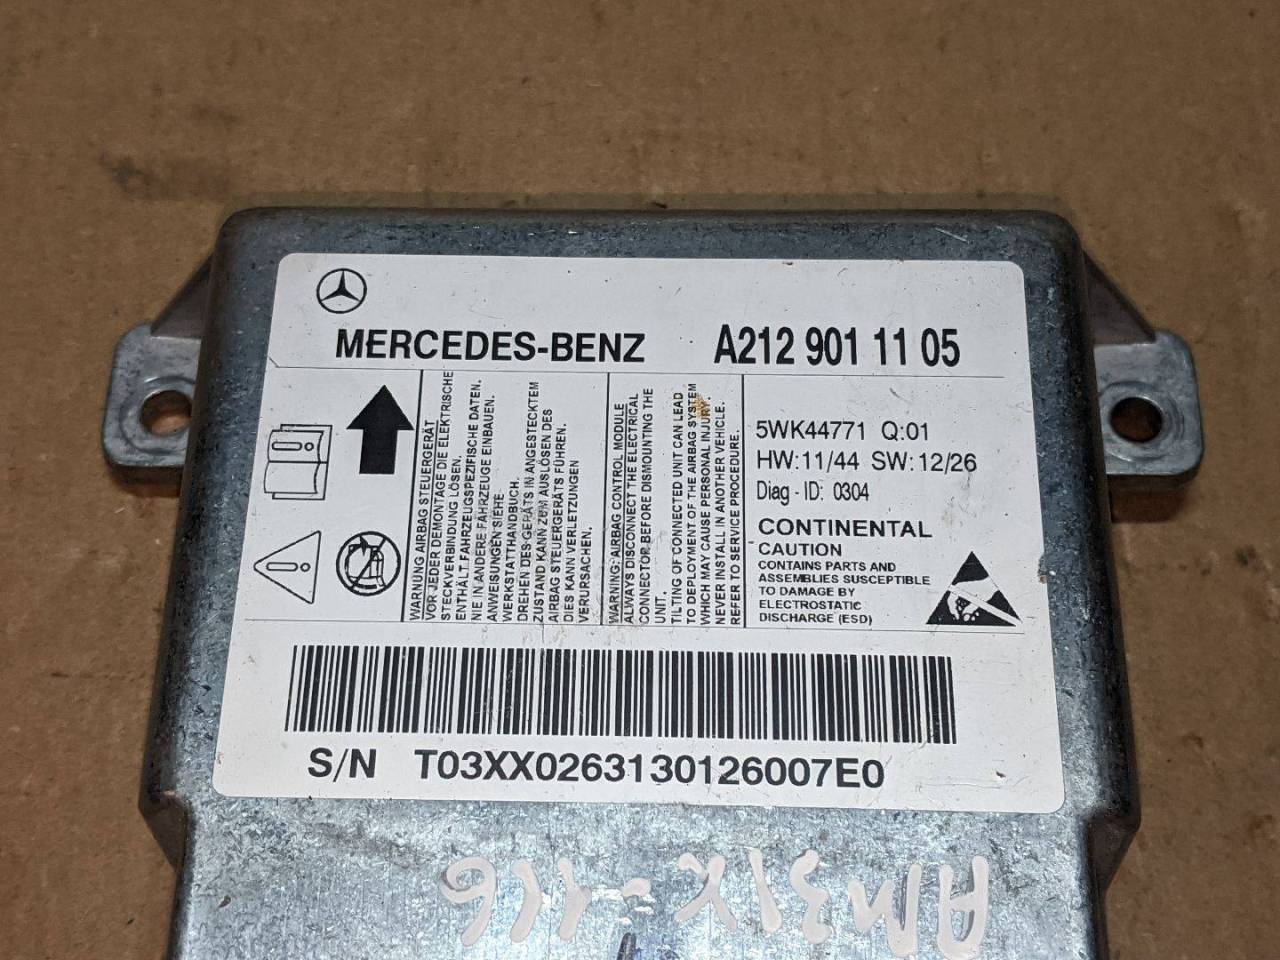 MERCEDES-BENZ A212 901 11 05
WARNUNG AIRBAG STEUERGERÄT
VOR JEDER DEMONTAGE DIE ELEKTRISCHE
STECKVERBINDUNG LÖSEN.
ENTHÄLT FAHRZEUGSPEZIFISCHE DATEN.
NIE IN ANDERE FAHRZEUGE EINBAUEN.
ANWEISUNGEN SIEHE
WERKSTATTHANDBUCH.
DREHEN DES GERÄTS IN ANGESTECKTEM
ZUSTAND KANN ZUM AUSLÖSEN DES
AIRBAG STEUERGERÄTS FÜHREN.
DIES KANN VERLETZUNGEN
VERURSACHEN.
WARNING: AIRBAG CONTROL MODULE
ALWAYS DISCONNECT THE ELECTRICAL
CONNECTOR BEFORE DISMOUNTING THE
UNIT.
TILTING OF CONNECTED UNIT CAN LEAD
TO DEPLOYMENT OF THE AIRBAG SYSTEM
WHICH MAY CAUSE PERSONAL INJURY.
NEVER INSTALL IN ANOTHER VEHICLE.
REFER TO SERVICE PROCEDURE.
5WK44771 Q:01
HW:11/44 SW:12/26
Diag - ID: 0304
CONTINENTAL
CAUTION
CONTAINS PARTS AND
ASSEMBLIES SUSCEPTIBLE
TO DAMAGE BY
ELECTROSTATIC
DISCHARGE (ESD)
S/N T03XX0263130126007E0
AM31X-166